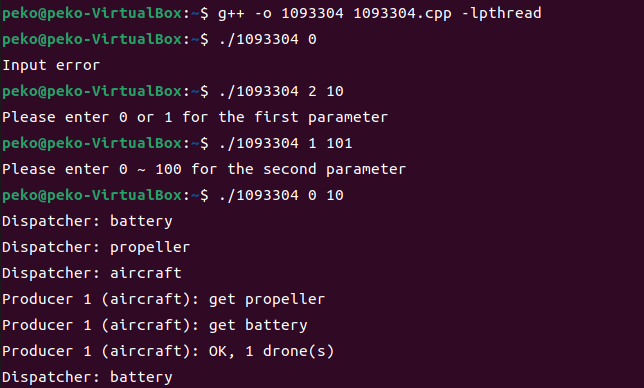 peko@peko-VirtualBox:~$ g++ -o 1093304 1093304.cpp -lpthread
peko@peko-VirtualBox:~$ ./1093304 0
Input error
peko@peko-VirtualBox:~$ ./1093304 2 10
Please enter 0 or 1 for the first parameter
peko@peko-VirtualBox:~$ ./1093304 1 101
Please enter 0 ~ 100 for the second parameter
peko@peko-VirtualBox:~$ ./1093304 0 10
Dispatcher: battery
Dispatcher: propeller
Dispatcher: aircraft
Producer 1 (aircraft): get propeller
Producer 1 (aircraft): get battery
Producer 1 (aircraft): OK, 1 drone(s)
Dispatcher: battery